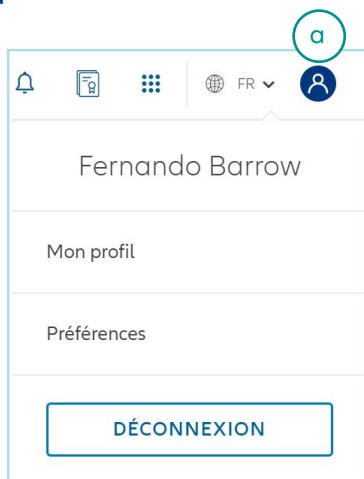 a
FR
Fernando Barrow
Mon profil
Préférences
DÉCONNEXION